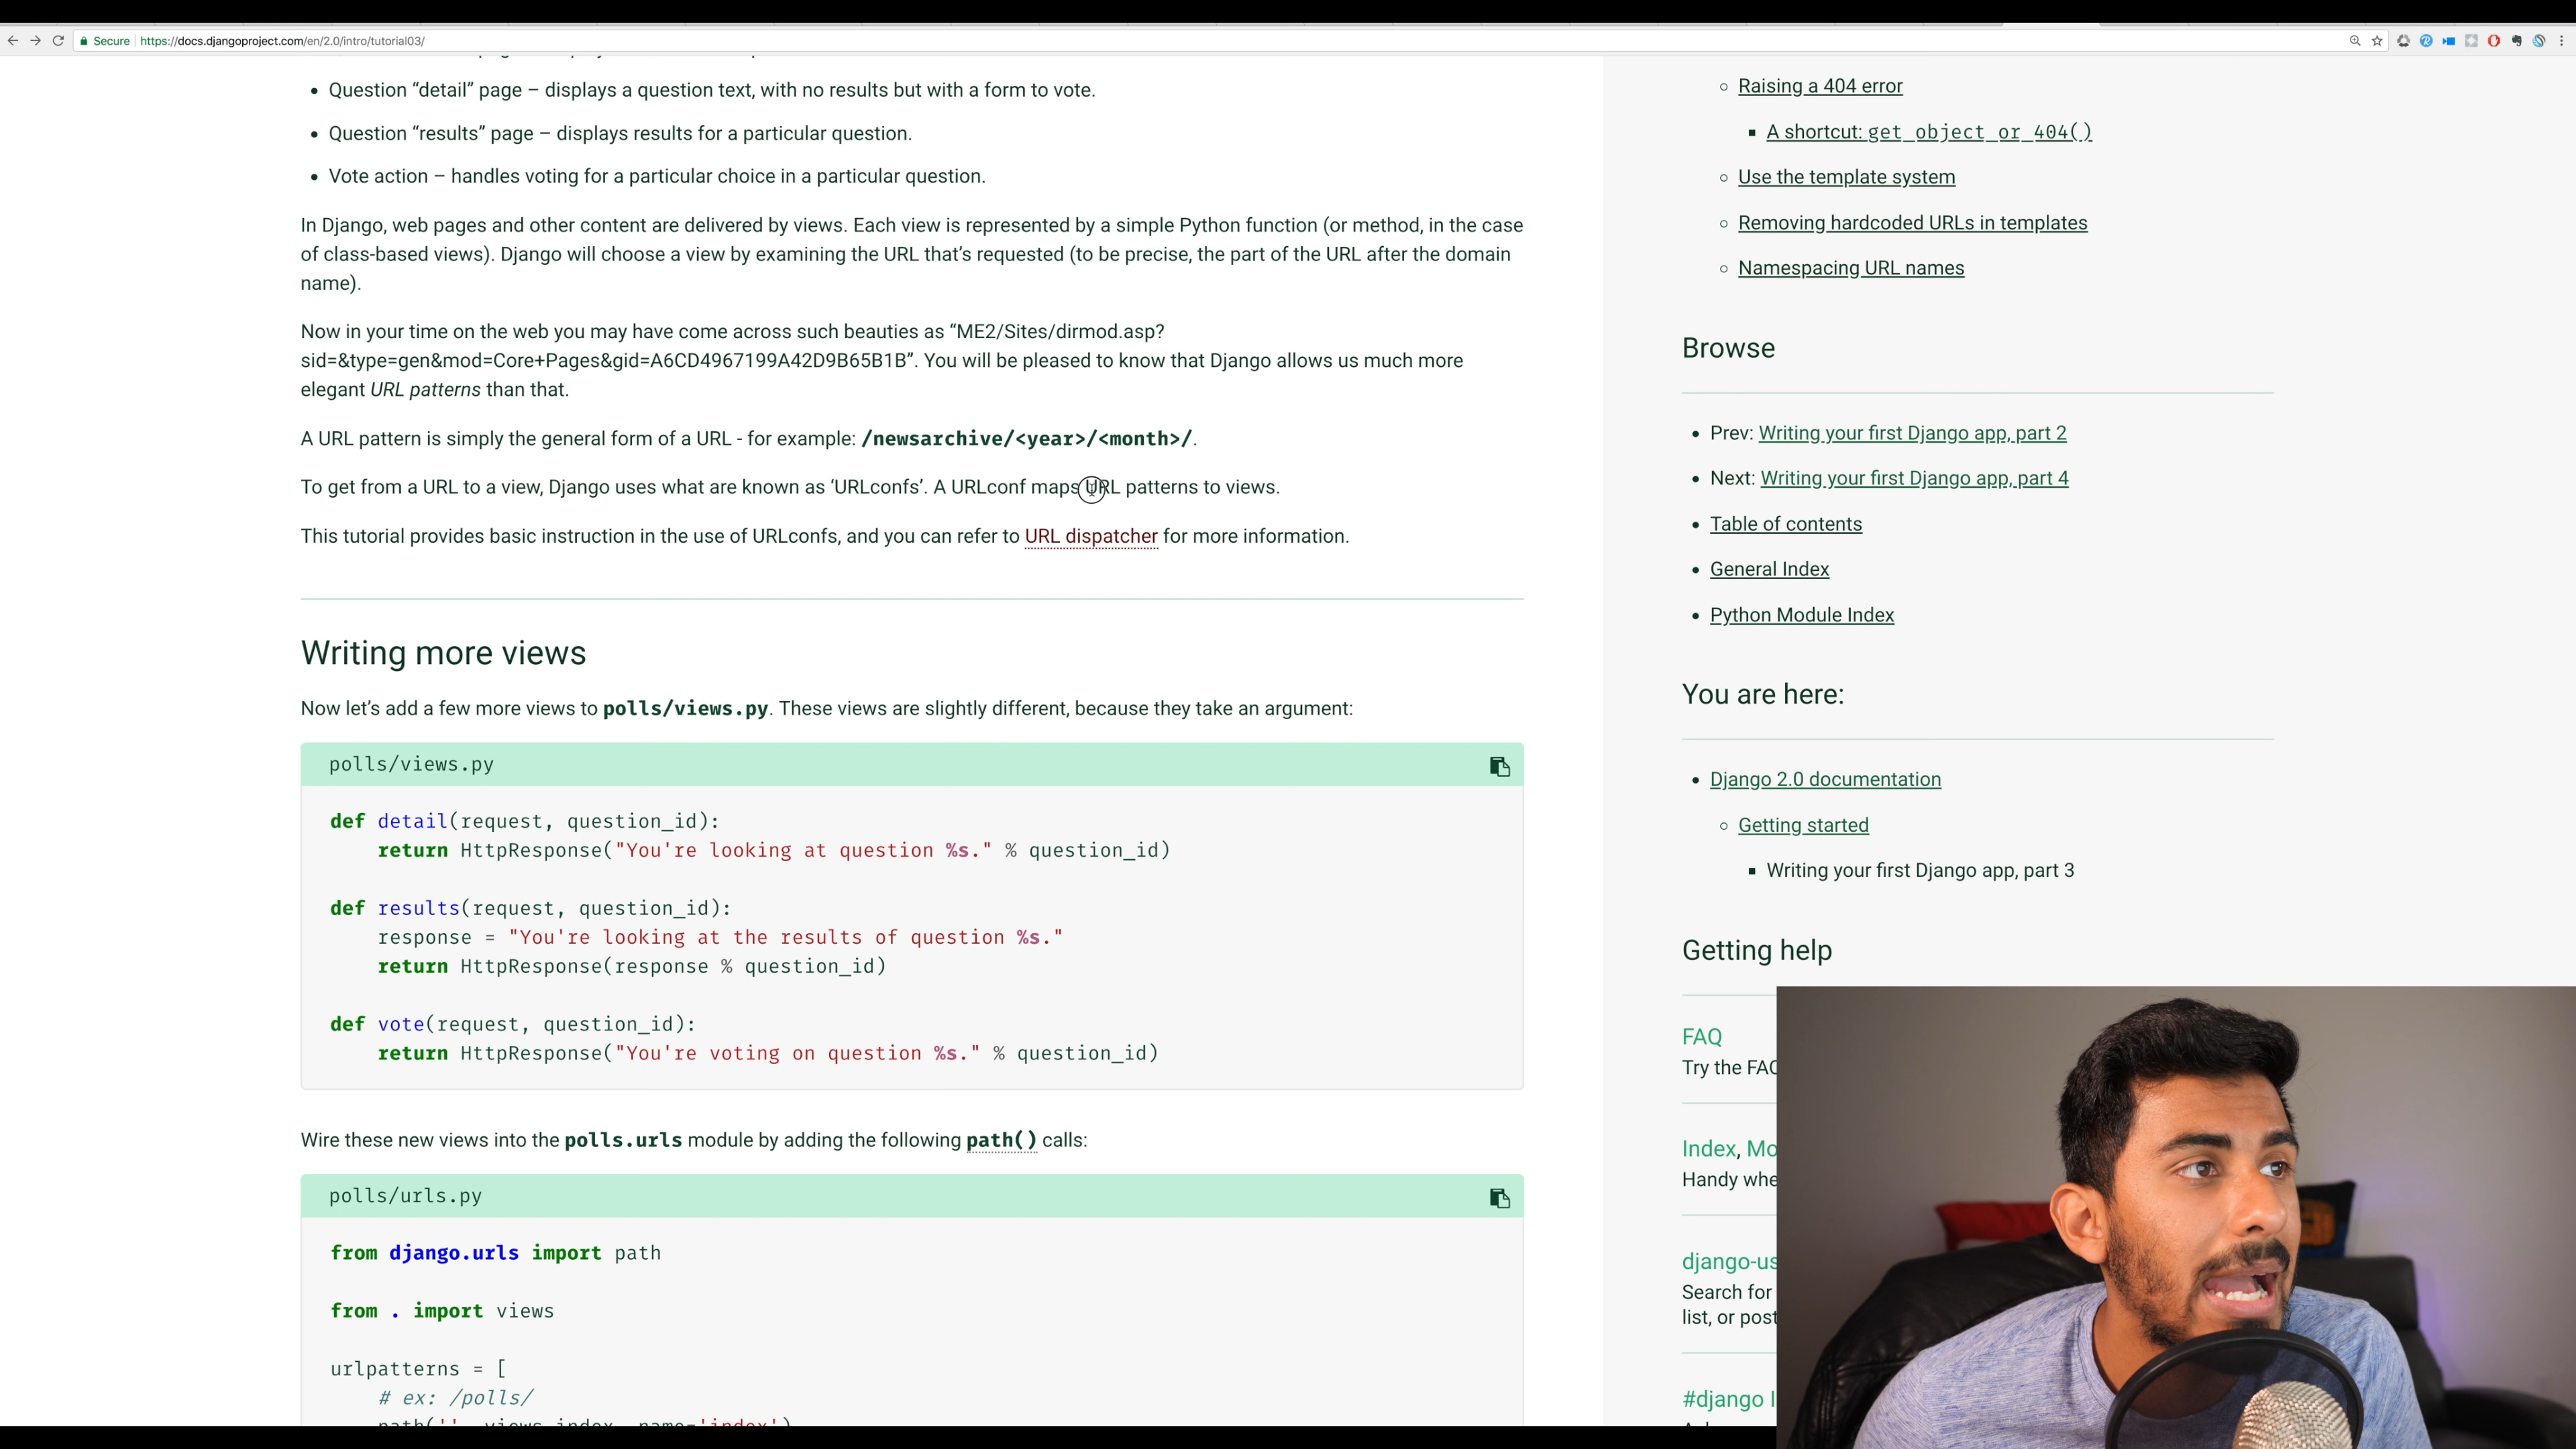 Secure https://docs.djangoproject.com/en/2.0/intro/tutorial03/
• Question “detail” page – displays a question text, with no results but with a form to vote.
• Question “results” page – displays results for a particular question.
• Vote action – handles voting for a particular choice in a particular question.
In Django, web pages and other content are delivered by views. Each view is represented by a simple Python function (or method, in the case
of class-based views). Django will choose a view by examining the URL that’s requested (to be precise, the part of the URL after the domain
name).
Now in your time on the web you may have come across such beauties as “ME2/Sites/dirmod.asp?
sid=&type=gen&mod=Core+Pages&gid=A6CD4967199A42D9B65B1B”. You will be pleased to know that Django allows us much more
elegant URL patterns than that.
A URL pattern is simply the general form of a URL - for example: /newsarchive/<year>/<month>/.
To get from a URL to a view, Django uses what are known as ‘URLconfs’. A URLconf maps URL patterns to views.
This tutorial provides basic instruction in the use of URLconfs, and you can refer to URL dispatcher for more information.
Writing more views
Now let’s add a few more views to polls/views.py. These views are slightly different, because they take an argument:
polls/views.py
def detail(request, question_id):
    return HttpResponse("You're looking at question %s." % question_id)
def results(request, question_id):
    response = "You're looking at the results of question %s."
    return HttpResponse(response % question_id)
def vote(request, question_id):
    return HttpResponse("You're voting on question %s." % question_id)
Wire these new views into the polls.urls module by adding the following path() calls:
polls/urls.py
from django.urls import path
from . import views
urlpatterns = [
    # ex: /polls/
    path('', views.index, name='index')
Raising a 404 error
A shortcut: get_object_or_404()
Use the template system
Removing hardcoded URLs in templates
Namespacing URL names
Browse
• Prev: Writing your first Django app, part 2
• Next: Writing your first Django app, part 4
• Table of contents
• General Index
• Python Module Index
You are here:
• Django 2.0 documentation
Getting started
Writing your first Django app, part 3
Getting help
FAQ
Try the FAQ
Index, Mo
Handy whe
django-us
Search for
list, or post
#django I